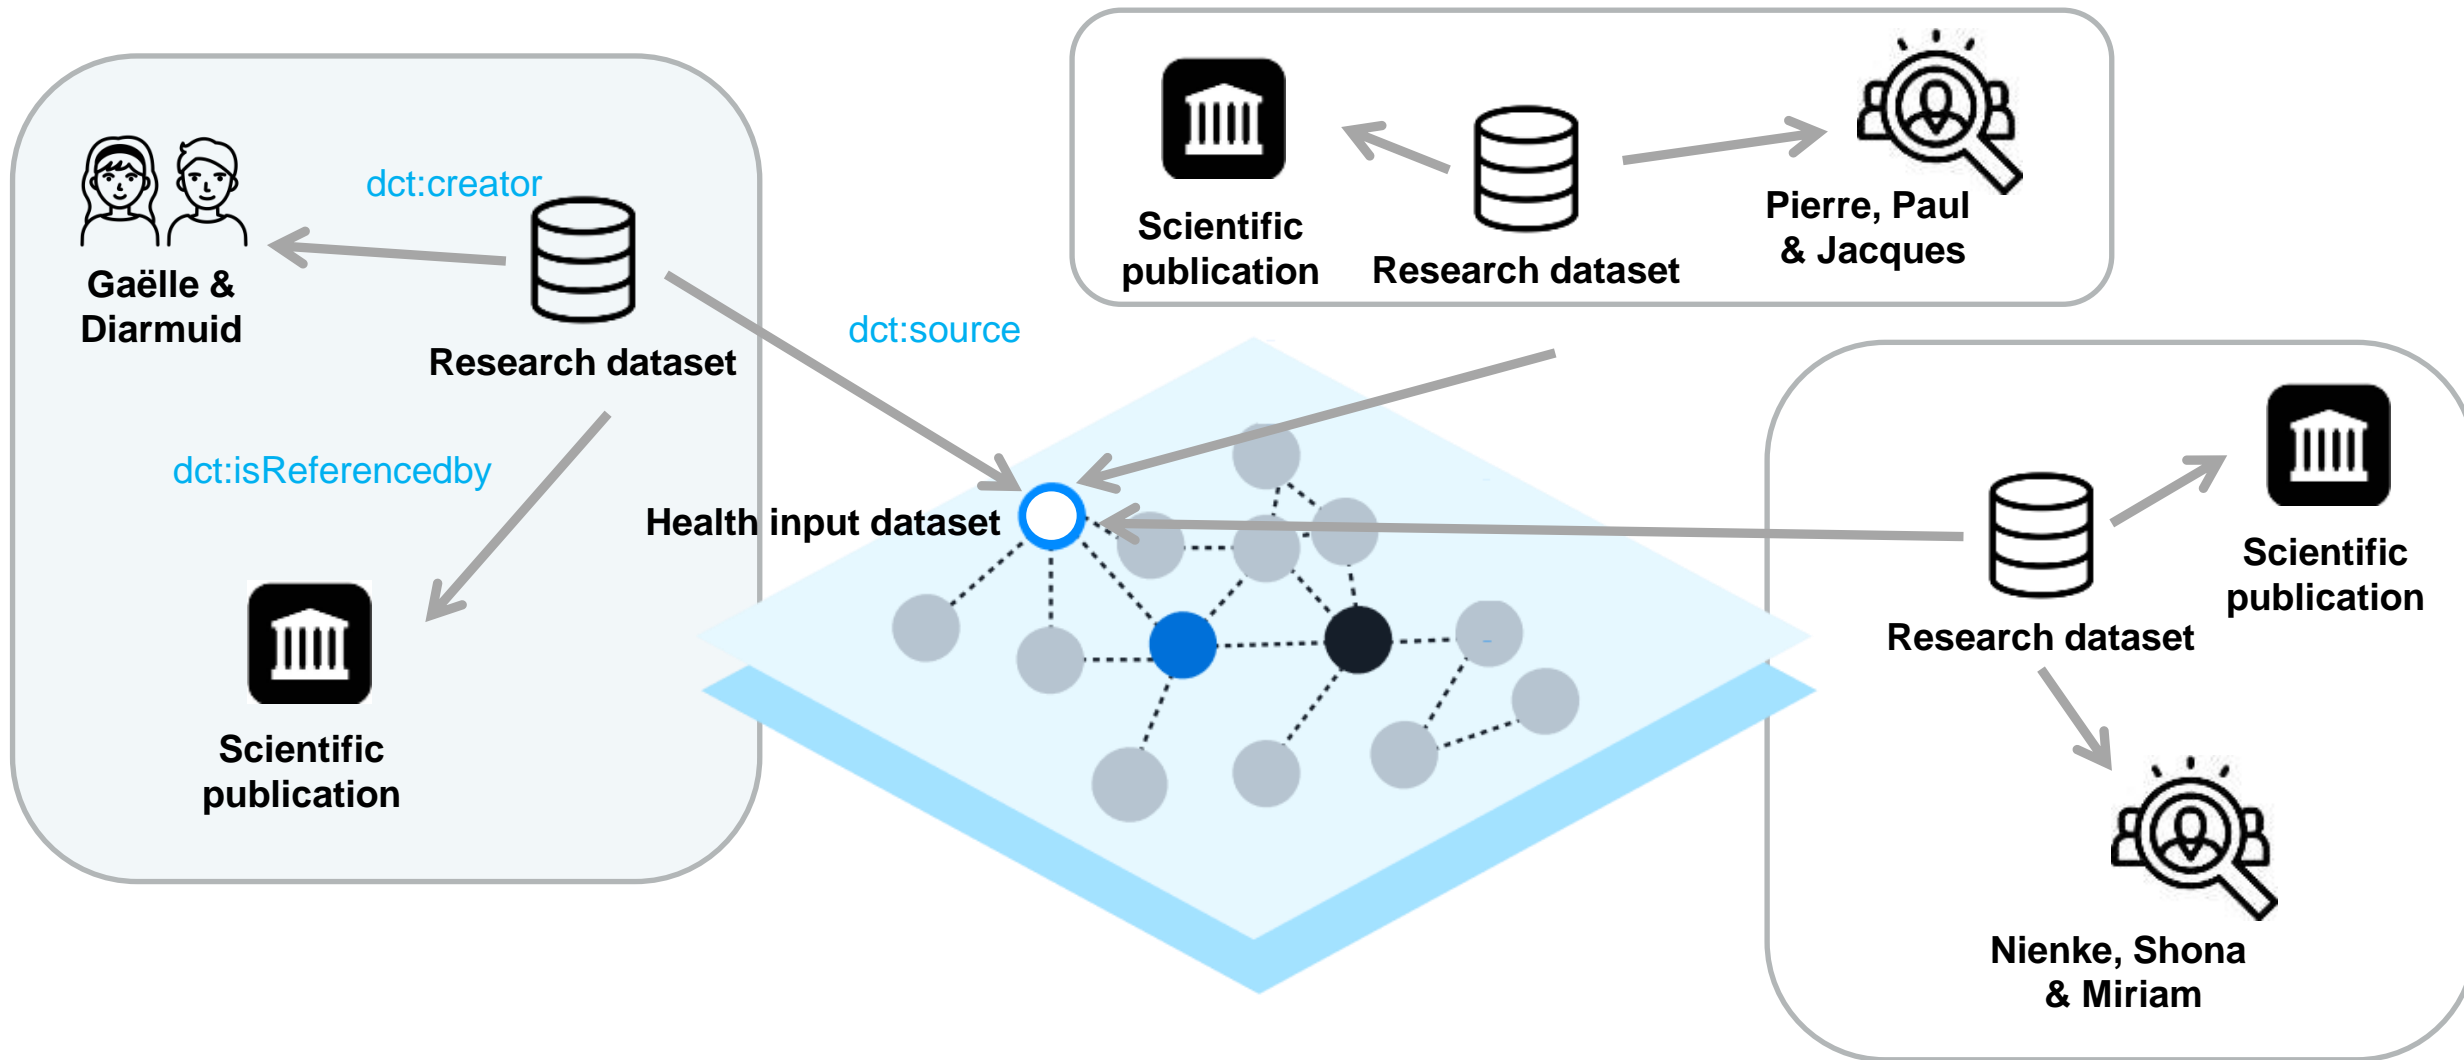 dct:creator
Gaëlle &
Diarmuid
Research dataset
dct:isReferencedby
Scientific
publication
dct:source
Health input dataset
Scientific
publication
Research dataset
Pierre, Paul
& Jacques
Scientific
publication
Research dataset
Nienke, Shona
& Miriam